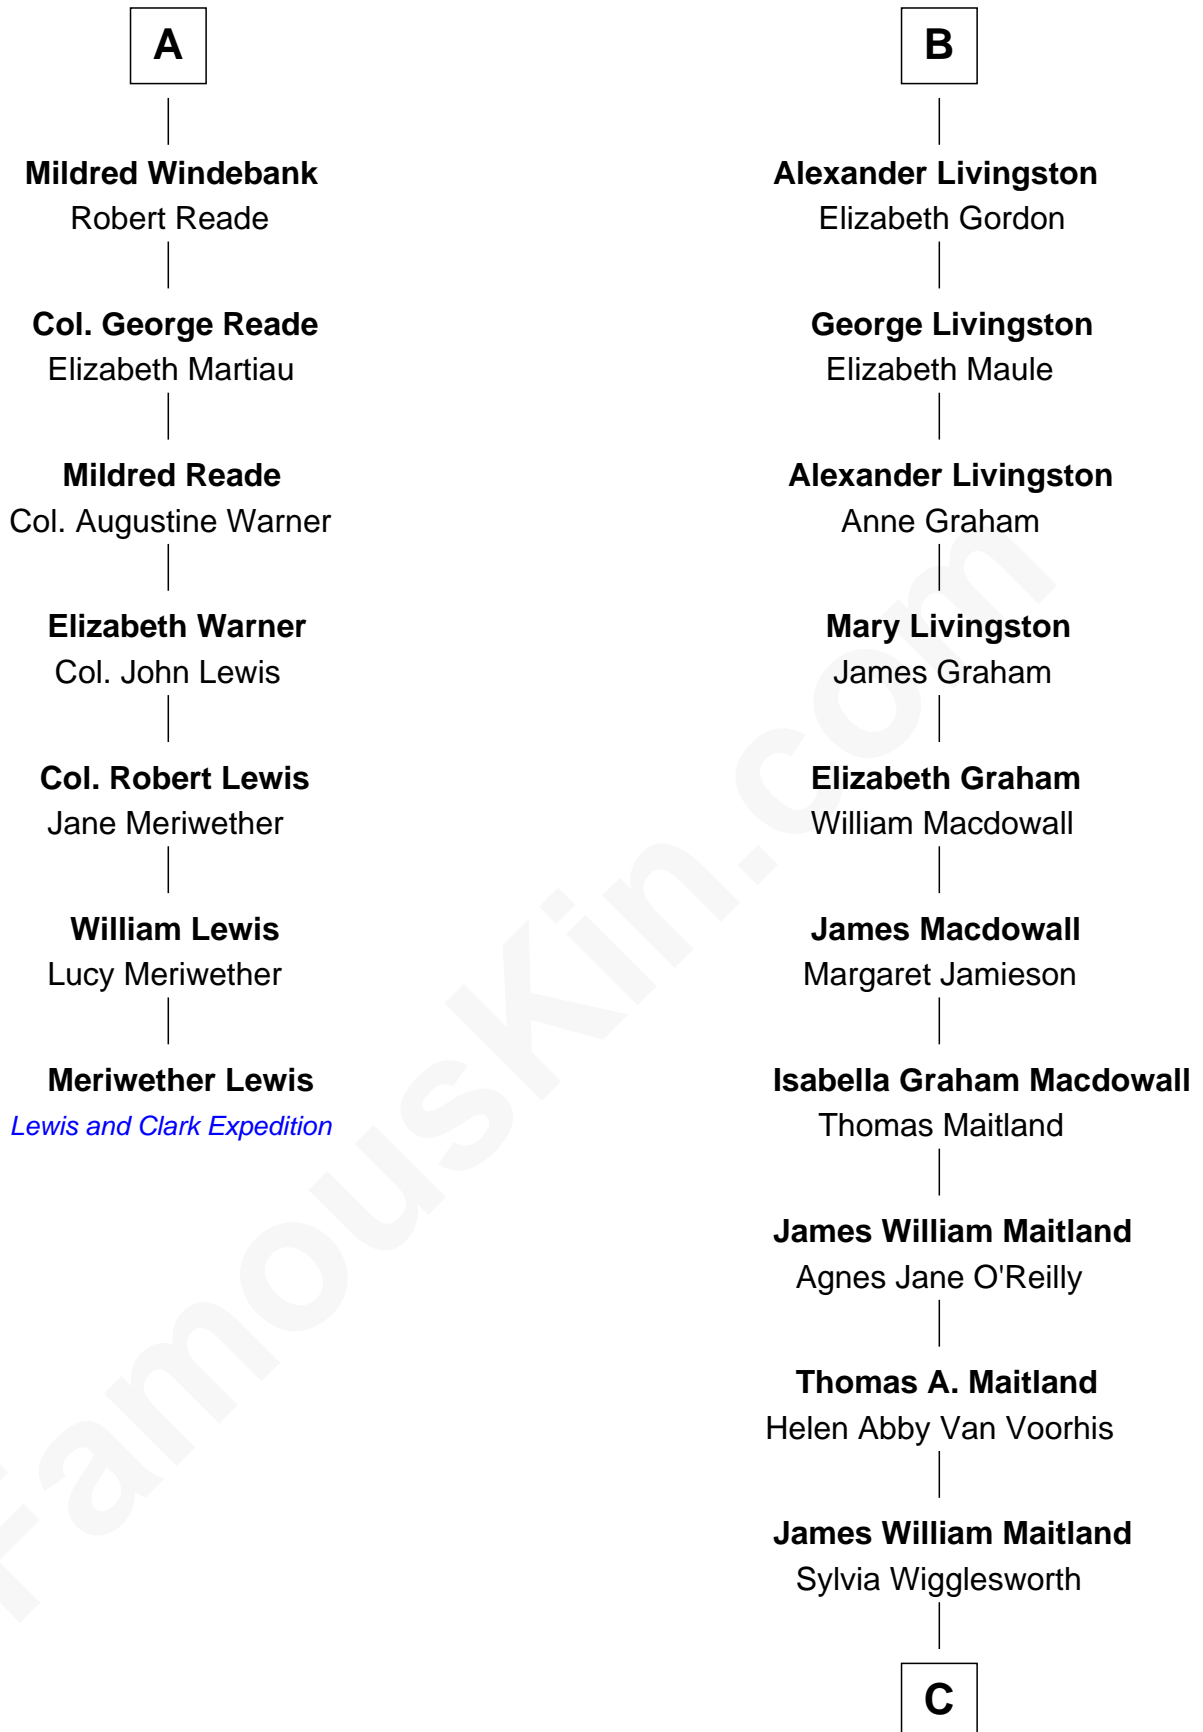 A
Mildred Windebank
Robert Reade
Col. George Reade
Elizabeth Martiau
Mildred Reade
Col. Augustine Warner
Elizabeth Warner
Col. John Lewis
Col. Robert Lewis
Jane Meriwether
William Lewis
Lucy Meriwether
Meriwether Lewis
Lewis and Clark Expedition
B
Alexander Livingston
Elizabeth Gordon
George Livingston
Elizabeth Maule
Alexander Livingston
Anne Graham
Mary Livingston
James Graham
Elizabeth Graham
William Macdowall
James Macdowall
Margaret Jamieson
Isabella Graham Macdowall
Thomas Maitland
James William Maitland
Agnes Jane O'Reilly
Thomas A. Maitland
Helen Abby Van Voorhis
James William Maitland
Sylvia Wigglesworth
C
FamousKin.com